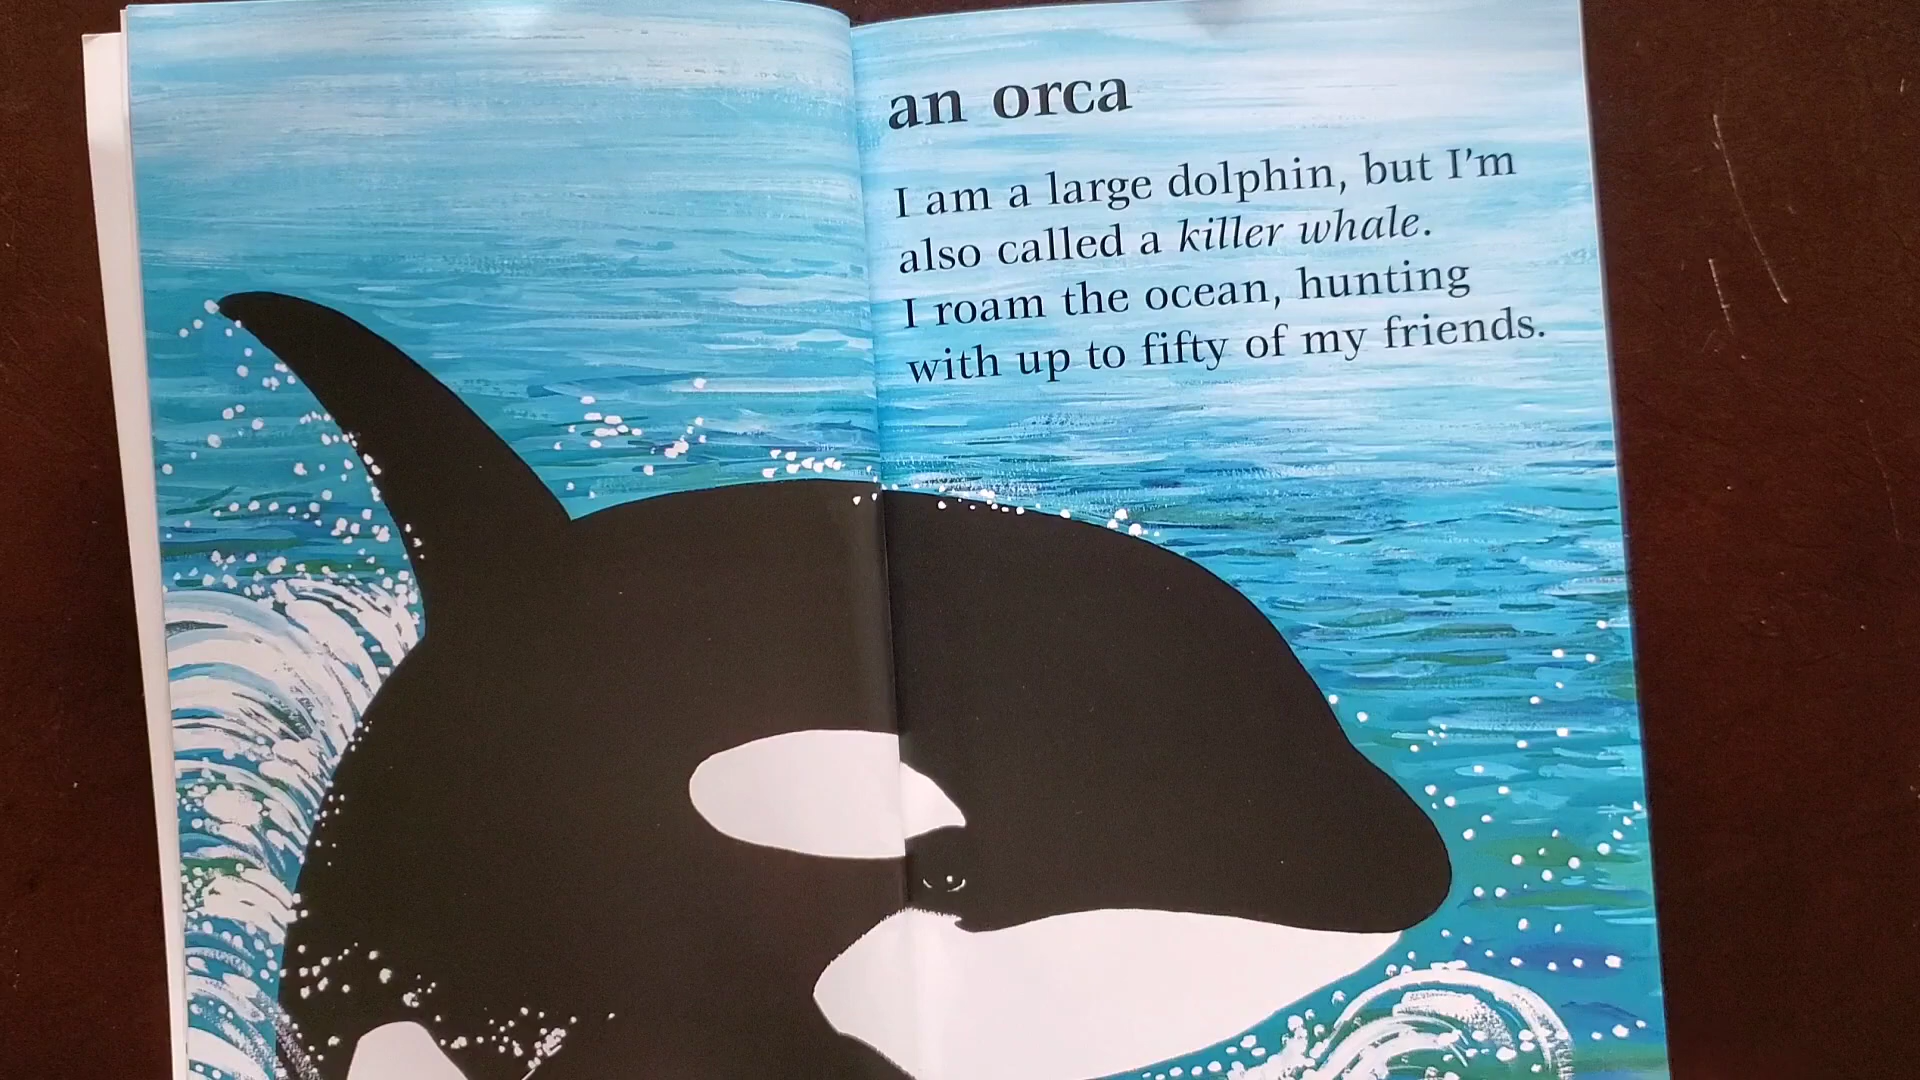 an orca
I am a large dolphin, but I'm
also called a killer whale.
I roam the ocean, hunting
with up to fifty of my friends.